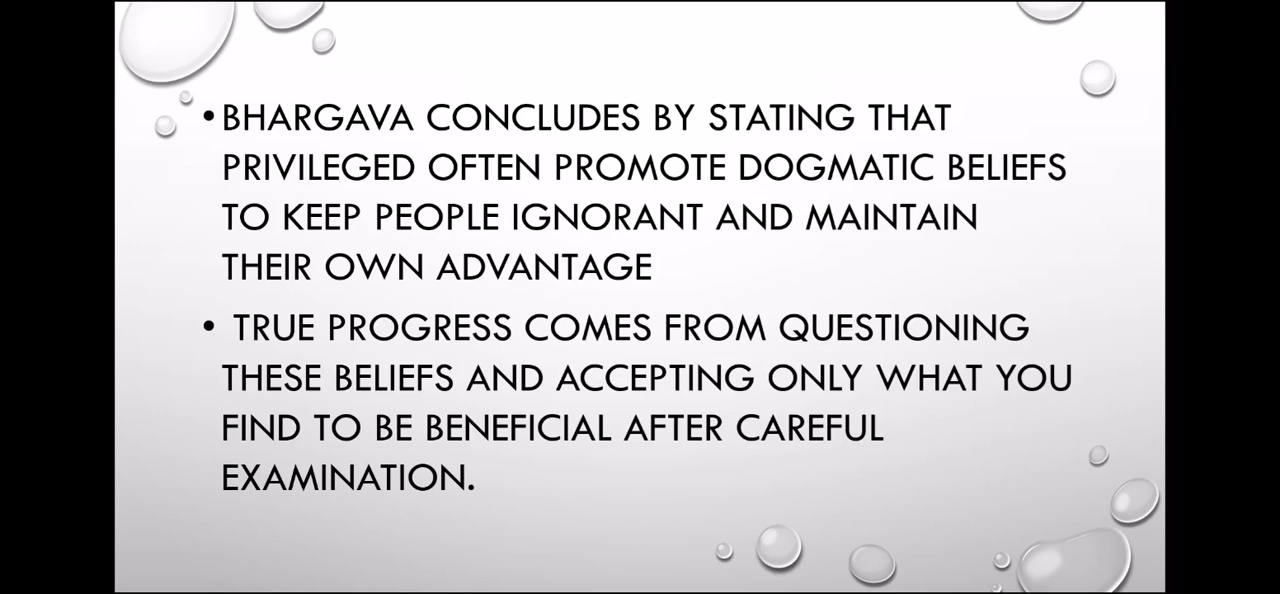 • BHARGAVA CONCLUDES BY STATING THAT
PRIVILEGED OFTEN PROMOTE DOGMATIC BELIEFS
TO KEEP PEOPLE IGNORANT AND MAINTAIN
THEIR OWN ADVANTAGE
• TRUE PROGRESS COMES FROM QUESTIONING
THESE BELIEFS AND ACCEPTING ONLY WHAT YOU
FIND TO BE BENEFICIAL AFTER CAREFUL
EXAMINATION.